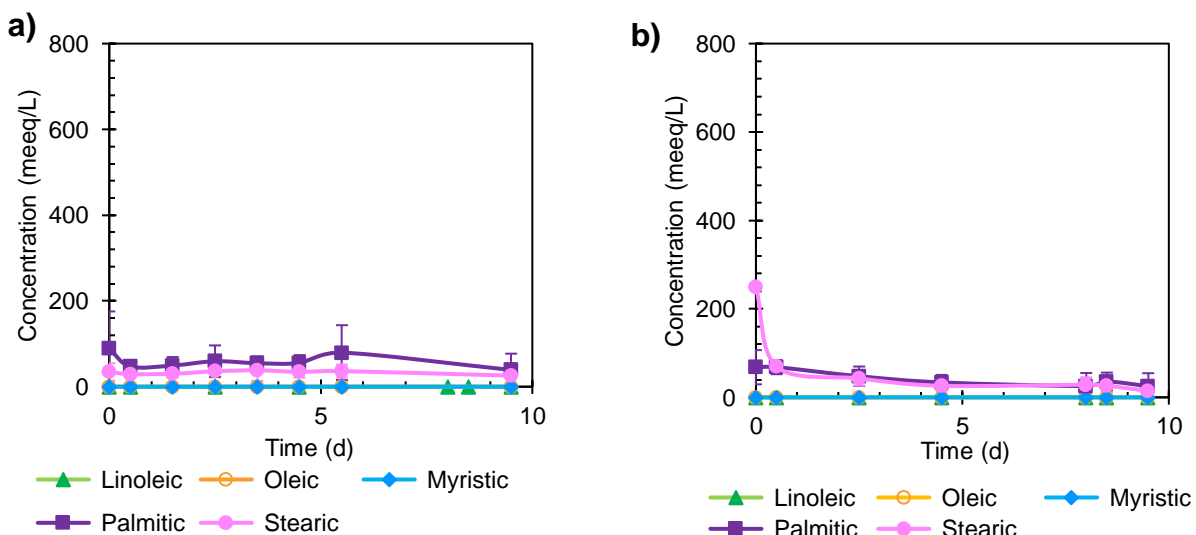 a)
Concentration (meeq/L)
800
600
400
200
0
0 5 10
Time (d)
Linoleic Oleic Myristic
Palmitic Stearic
b)
Concentration (meeq/L)
800
600
400
200
0
0 5 10
Time (d)
Linoleic Oleic Myristic
Palmitic Stearic